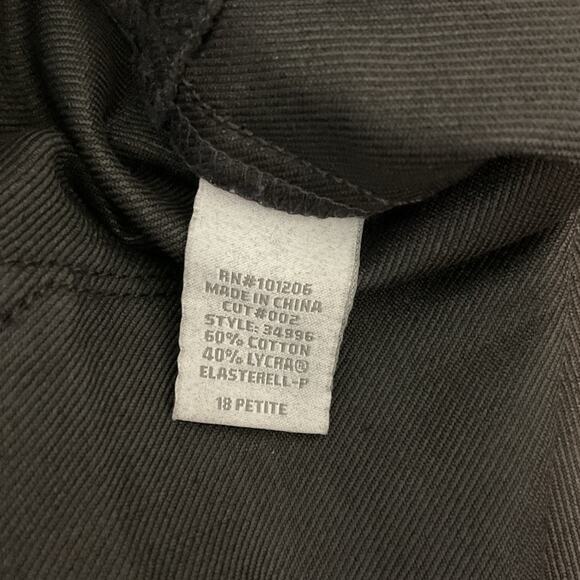 RN#101206
MADE IN CHINA
CUT#002
STYLE: 34996
60% COTTON
40% LYCRA®
ELASTERELL-P
18 PETITE